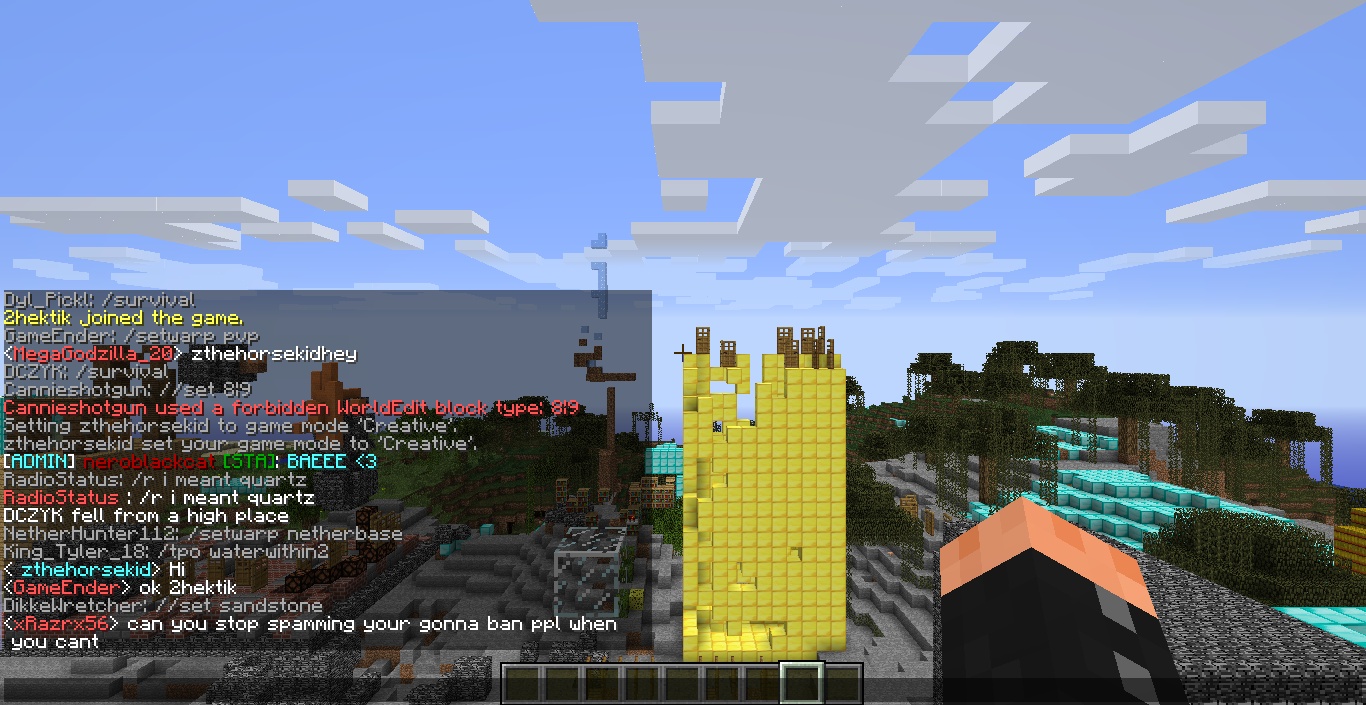 Dyl_Pickl: /survival
2hektik joined the game.
GameEnder: /setwarp pvp
<MegaGodzilla_20> zthehorsekidhey
DCZYK: /survival
Cannieshotgun: //set 8!9
Cannieshotgun used a forbidden WorldEdit block type: 8!9
Setting zthehorsekid to game mode 'Creative'.
zthehorsekid set your game mode to 'Creative'.
[ADMIN] neroblackcat [STA]: BAEEE <3
RadioStatus: /r i meant quartz
RadioStatus : /r i meant quartz
DCZYK fell from a high place
NetherHunter112: /setwarp netherbase
King_Tyler_18: /tpo waterwithin2
< zthehorsekid> Hi
<GameEnder> ok 2hektik
DikkeWretcher: //set sandstone
<xRazrx56> can you stop spamming your gonna ban ppl when
you cant